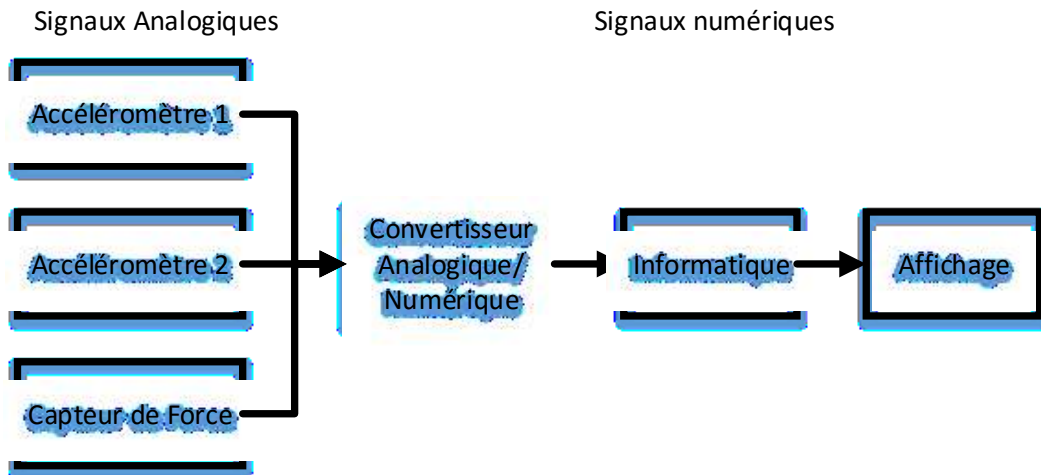 Signaux Analogiques
Signaux numériques
Accéléromètre 1
Accéléromètre 2
Capteur de Force
Convertisseur
Analogique/
Numérique
Informatique
Affichage